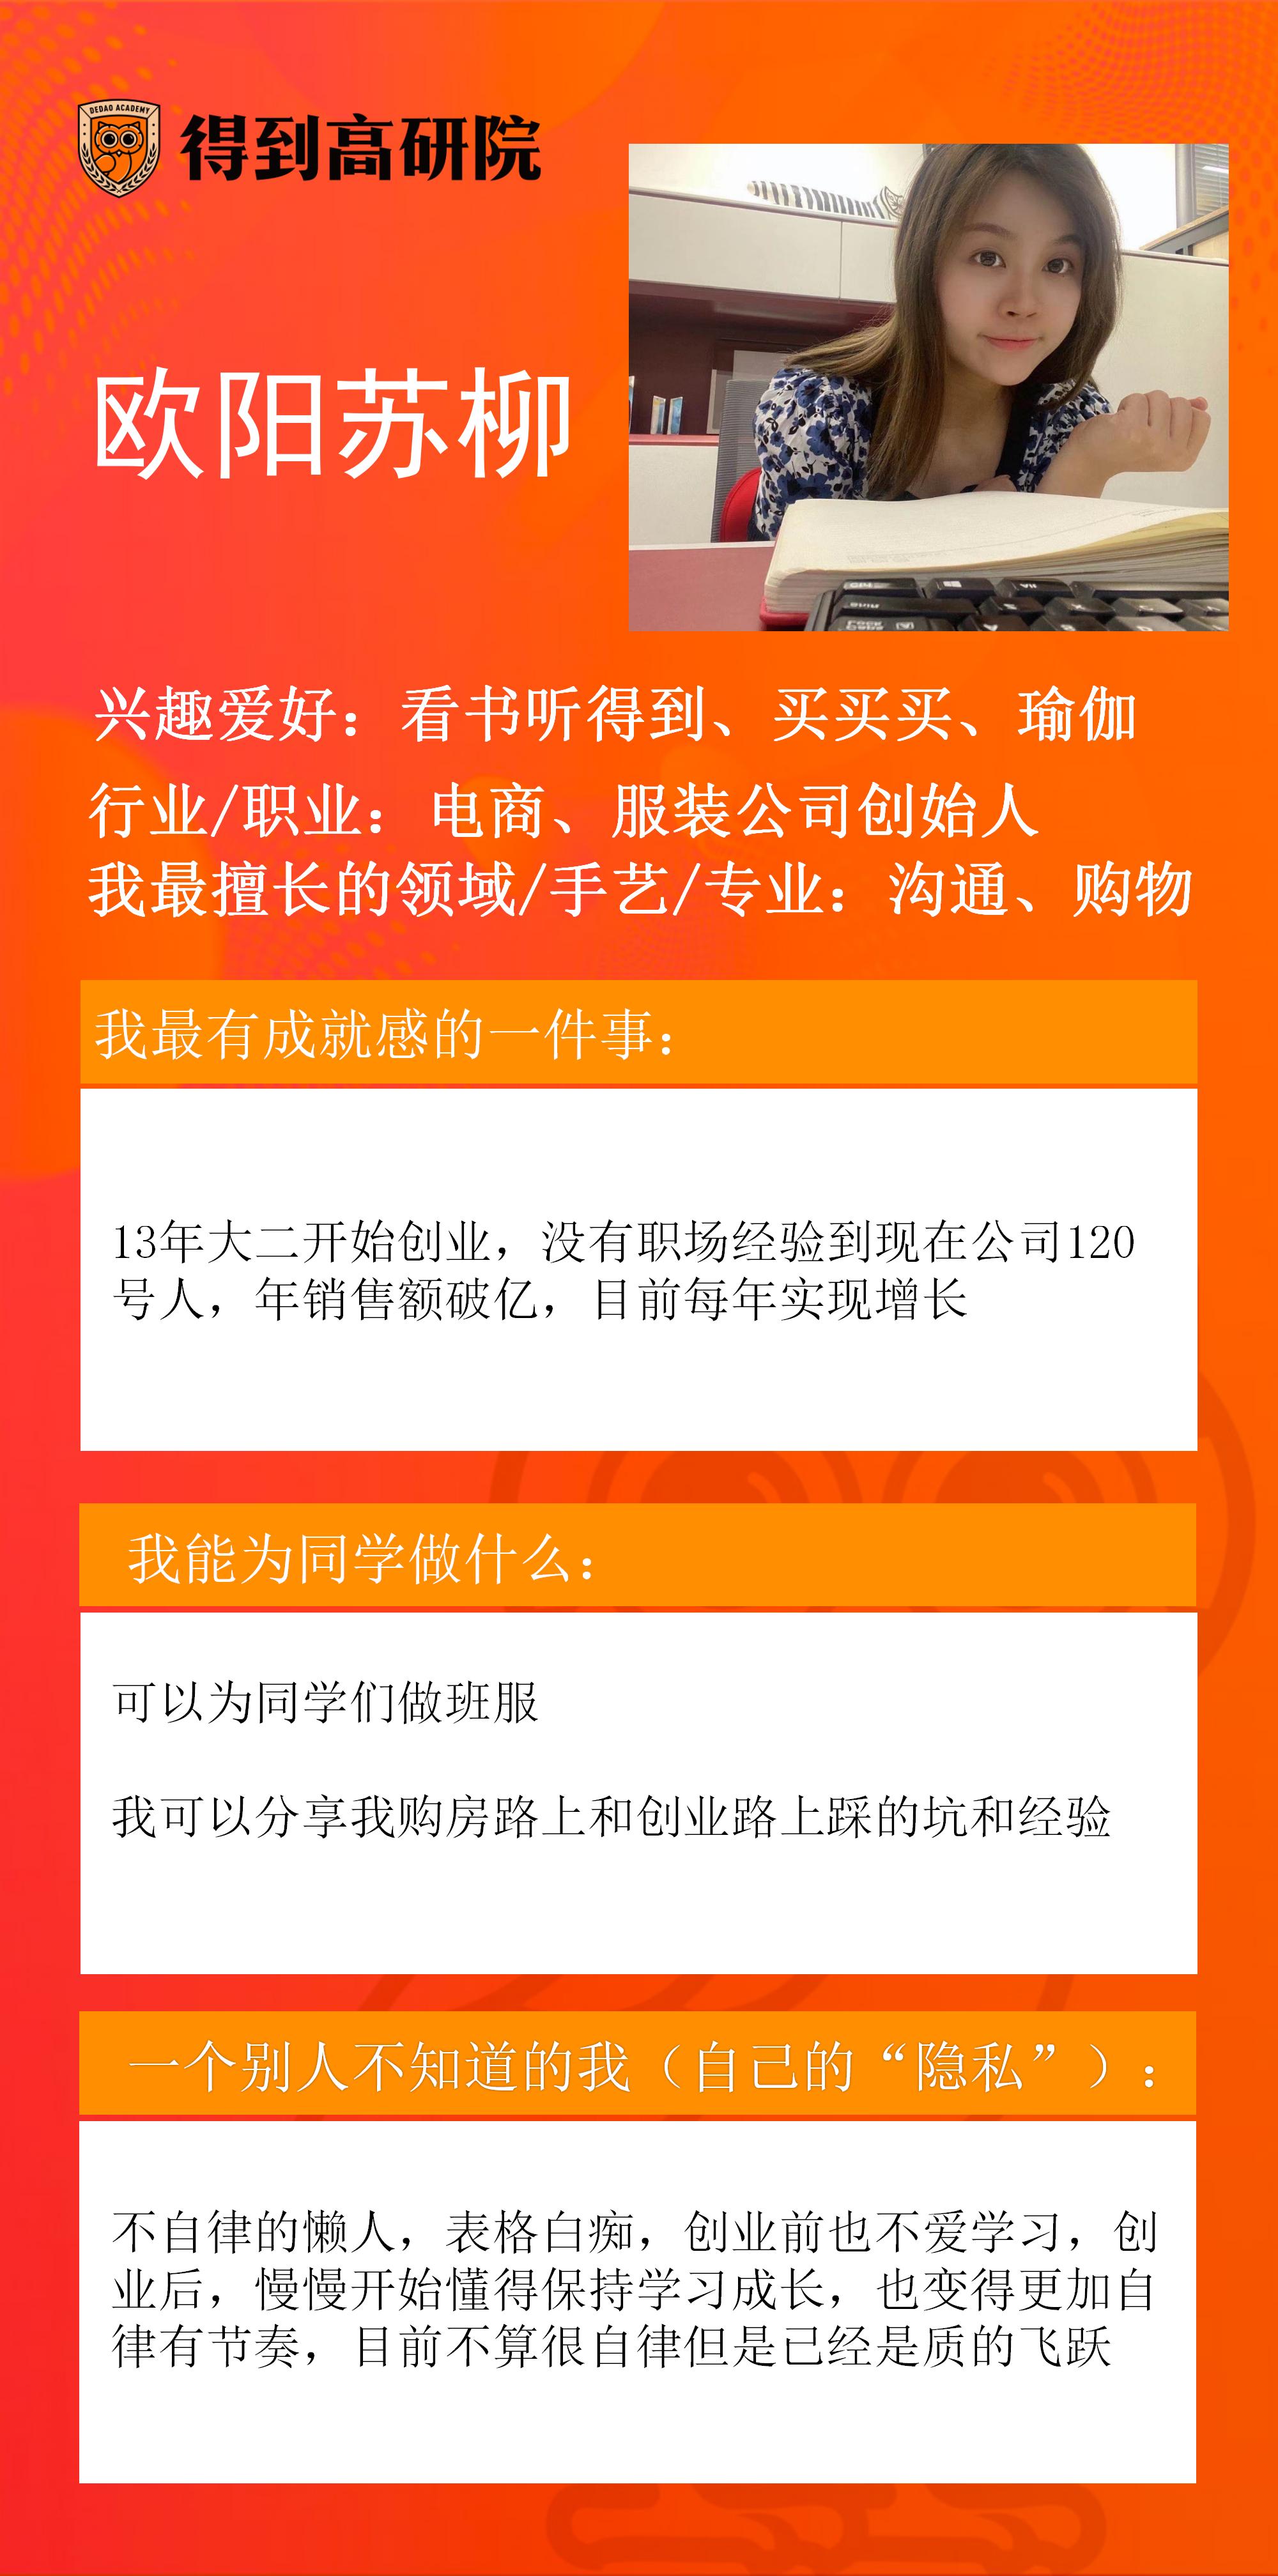 DEDAO ACADEMY
得到高研院
欧阳苏柳
兴趣爱好：看书听得到、买买买、瑜伽
行业/职业：电商、服装公司创始人
我最擅长的领域/手艺/专业：沟通、购物
我最有成就感的一件事：
13年大二开始创业，没有职场经验到现在公司120
号人，年销售额破亿，目前每年实现增长
我能为同学做什么：
可以为同学们做班服
我可以分享我购房路上和创业路上踩的坑和经验
一个别人不知道的我（自己的“隐私”）：
不自律的懒人，表格白痴，创业前也不爱学习，创
业后，慢慢开始懂得保持学习成长，也变得更加自
律有节奏，目前不算很自律但是已经是质的飞跃